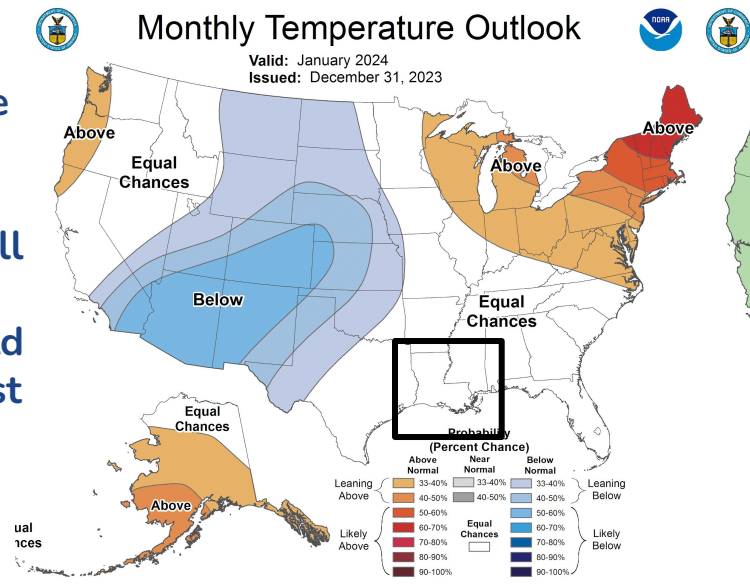 Monthly Temperature Outlook
NOAA
Valid: January 2024
Issued: December 31, 2023
Above
Equal
Chances
Above
Above
Below
Equal
Chances
Equal
Chances
Above
Probability
(Percent Chance)
Above
Normal
Near
Normal
Below
Normal
Leaning
Above
33-40%
40-50%
33-40%
40-50%
33-40%
40-50%
Leaning
Below
Likely
Above
50-60%
60-70%
70-80%
80-90%
90-100%
Equal
Chances
50-60%
60-70%
70-80%
80-90%
90-100%
Likely
Below